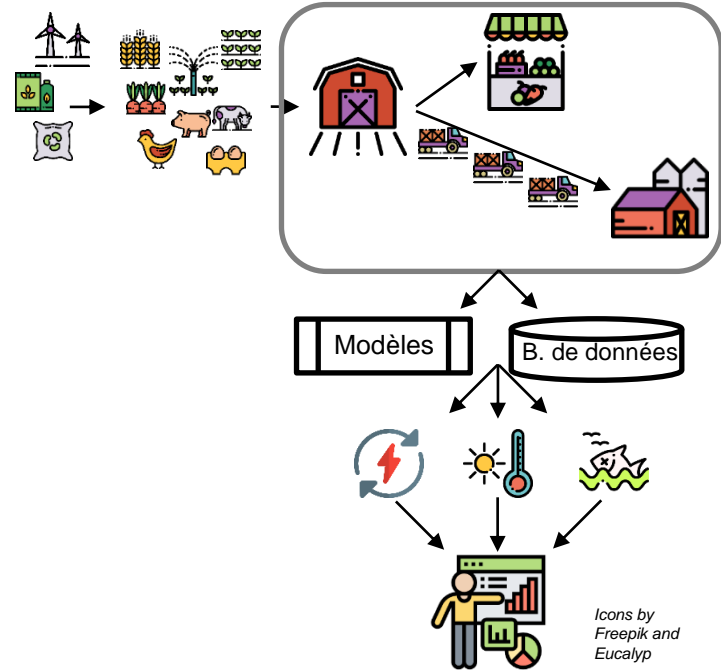 Modèles
B. de données
Icons by
Freepik and
Eucalyp